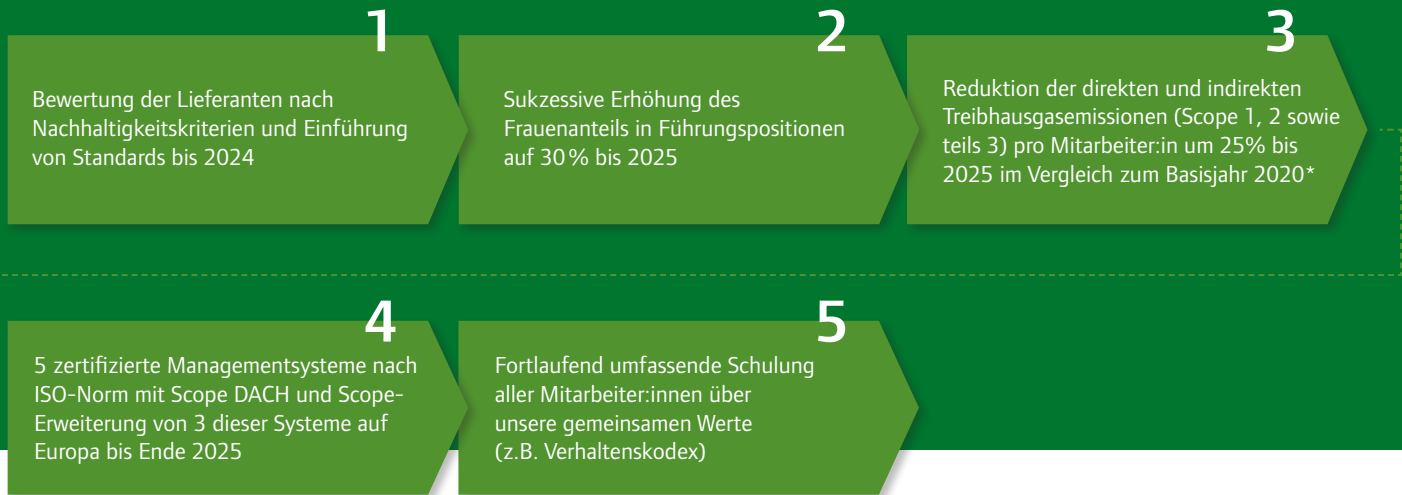 1
Bewertung der Lieferanten nach
Nachhaltigkeitskriterien und Einführung
von Standards bis 2024
2
Sukzessive Erhöhung des
Frauenanteils in Führungspositionen
auf 30 % bis 2025
3
Reduktion der direkten und indirekten
Treibhausgasemissionen (Scope 1, 2 sowie
teils 3) pro Mitarbeiter:in um 25% bis
2025 im Vergleich zum Basisjahr 2020*
4
5 zertifizierte Managementsysteme nach
ISO-Norm mit Scope DACH und Scope-
Erweiterung von 3 dieser Systeme auf
Europa bis Ende 2025
5
Fortlaufend umfassende Schulung
aller Mitarbeiter:innen über
unsere gemeinsamen Werte
(z.B. Verhaltenskodex)